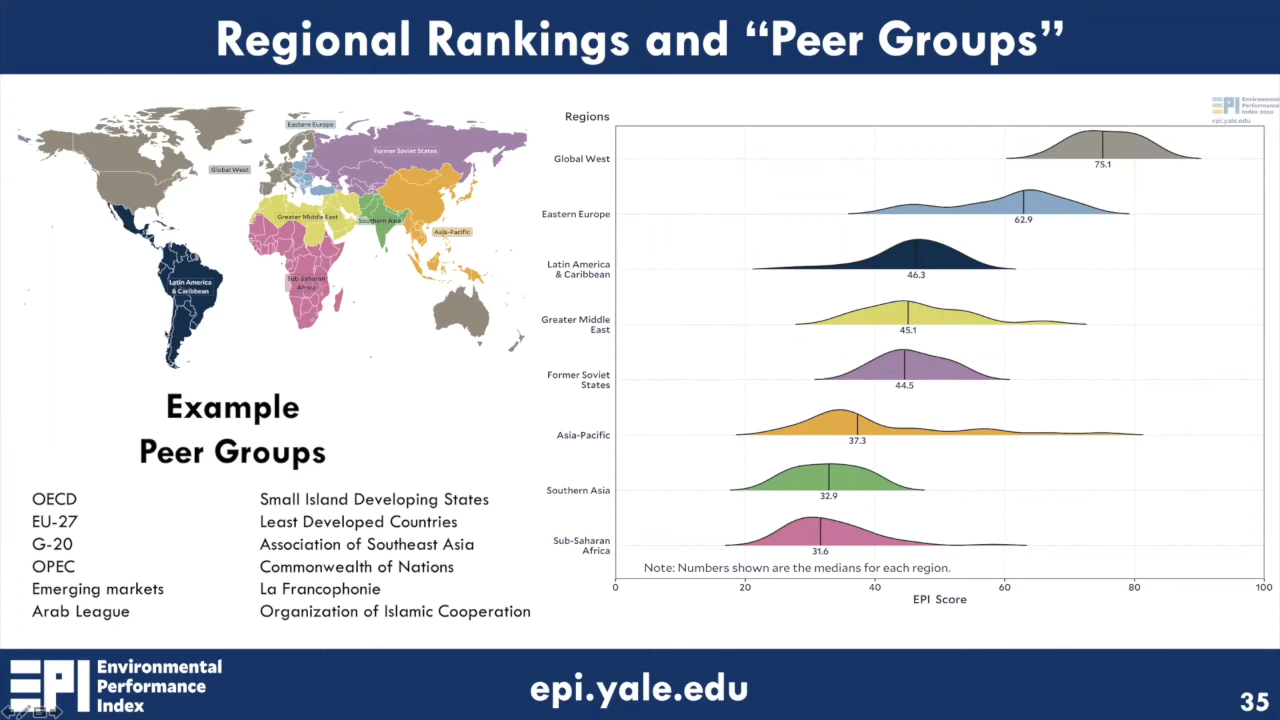 Regional Rankings and “Peer Groups”
Eastern Europe
Former Soviet States
Global West
Greater Middle East
Southern Asia
Asia-Pacific
Sub-Saharan
Africa
Latin America
& Caribbean
Example
Peer Groups
OECD
EU-27
G-20
OPEC
Emerging markets
Arab League
Small Island Developing States
Least Developed Countries
Association of Southeast Asia
Commonwealth of Nations
La Francophonie
Organization of Islamic Cooperation
EPI Environmental
Performance
Index 2020
epi.yale.edu
Regions
Global West
75.1
Eastern Europe
62.9
Latin America
& Caribbean
46.3
Greater Middle
East
45.1
Former Soviet
States
44.5
Asia-Pacific
37.3
Southern Asia
32.9
Sub-Saharan
Africa
31.6
Note: Numbers shown are the medians for each region.
0 20 40 60 80 100
EPI Score
EPI Environmental
Performance
Index
epi.yale.edu
35